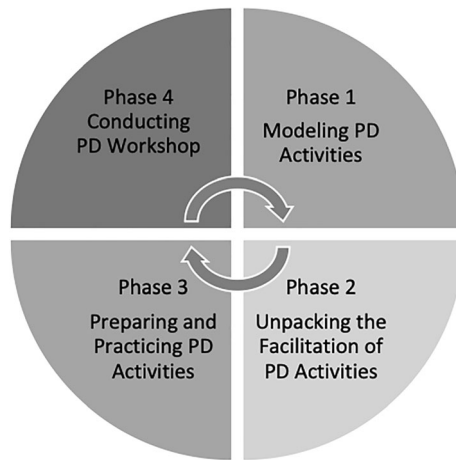 Phase 4
Conducting
PD Workshop
Phase 1
Modeling PD
Activities
Phase 3
Preparing and
Practicing PD
Activities
Phase 2
Unpacking the
Facilitation of
PD Activities